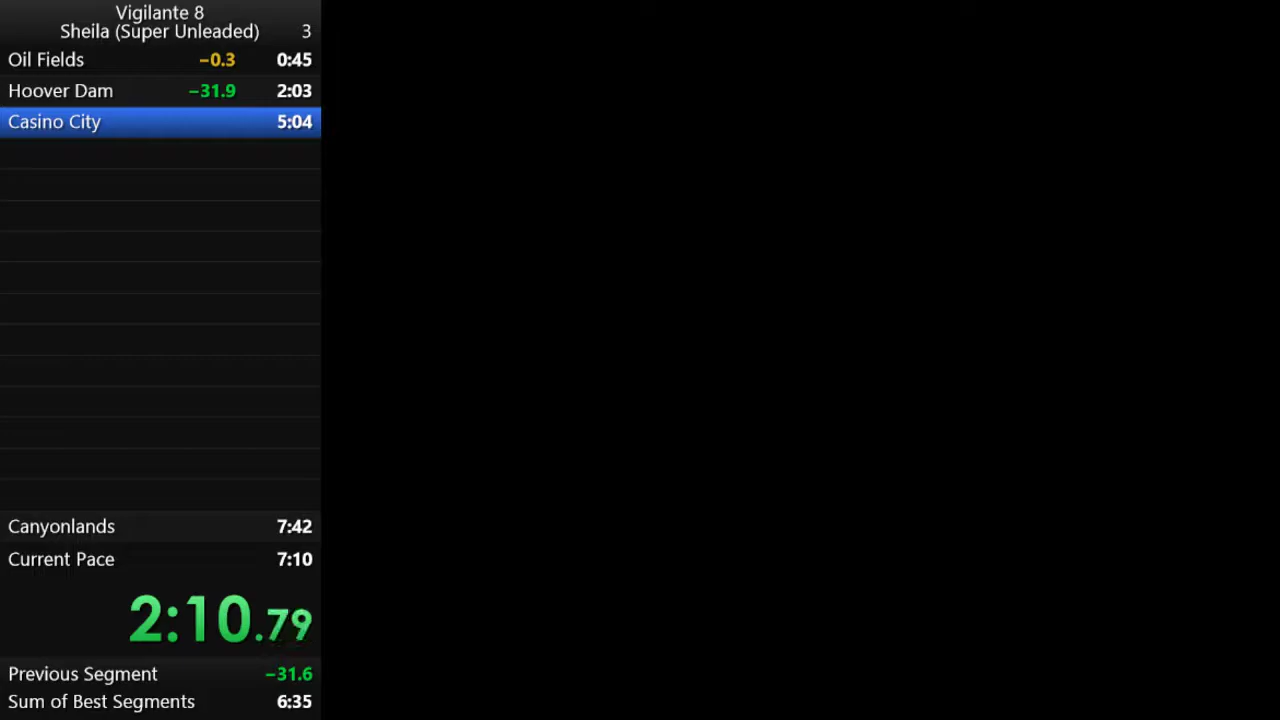 Vigilante 8
Sheila (Super Unleaded) 3
Oil Fields −0.3 0:45
Hoover Dam −31.9 2:03
Casino City 5:04
Canyonlands 7:42
Current Pace 7:10
2:10.79
Previous Segment −31.6
Sum of Best Segments 6:35